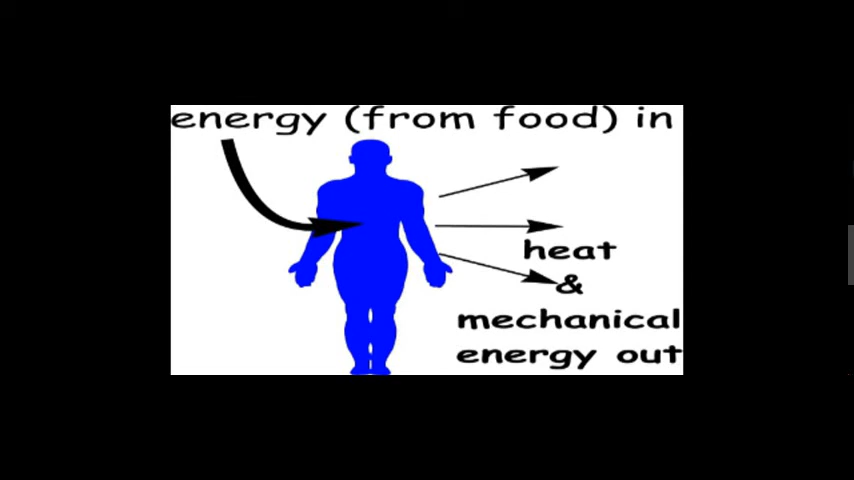 energy (from food) in
heat
&
mechanical
energy out